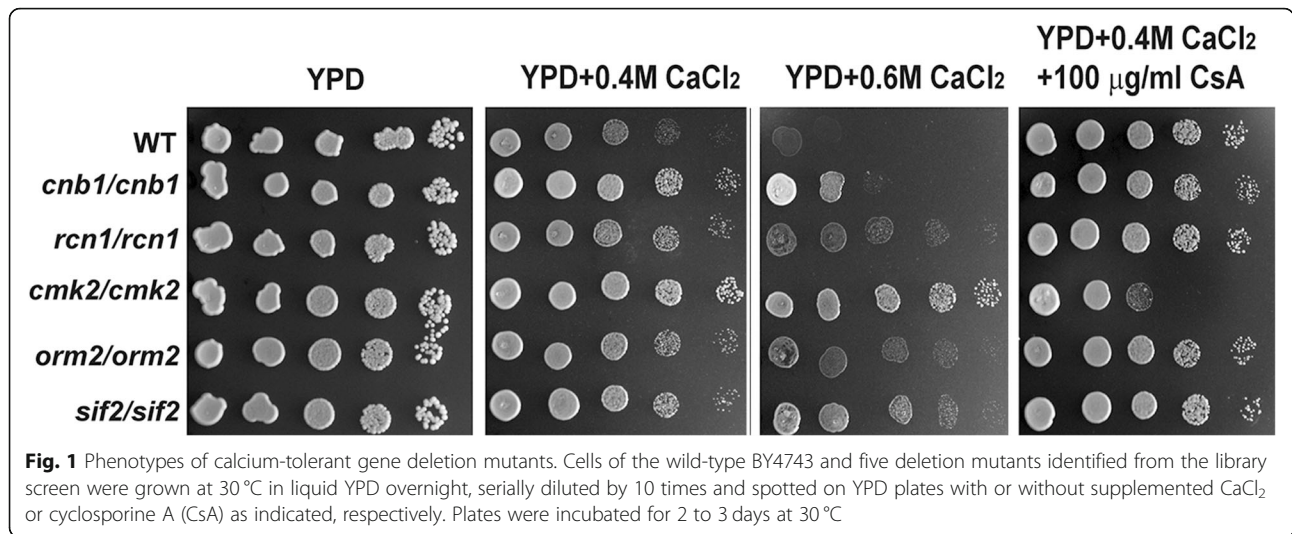 YPD
YPD+0.4M CaCl₂
YPD+0.6M CaCl₂
YPD+0.4M CaCl₂
+100 μg/ml CsA
WT
cnb1/cnb1
rcn1/rcn1
cmk2/cmk2
orm2/orm2
sif2/sif2
Fig. 1 Phenotypes of calcium-tolerant gene deletion mutants. Cells of the wild-type BY4743 and five deletion mutants identified from the library
screen were grown at 30 °C in liquid YPD overnight, serially diluted by 10 times and spotted on YPD plates with or without supplemented CaCl₂
or cyclosporine A (CsA) as indicated, respectively. Plates were incubated for 2 to 3 days at 30 °C